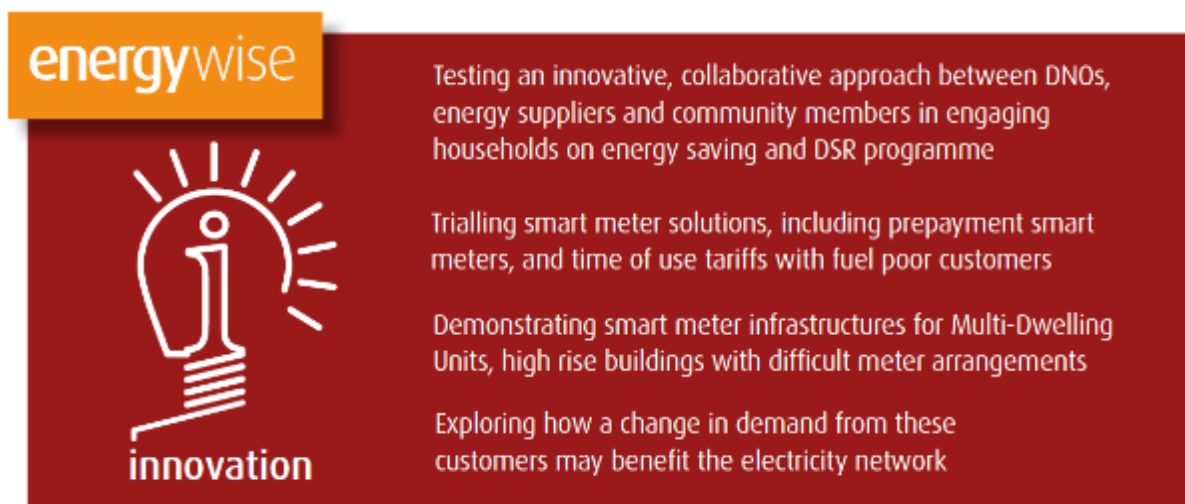 energywise
Testing an innovative, collaborative approach between DNOs,
energy suppliers and community members in engaging
households on energy saving and DSR programme
Trialling smart meter solutions, including prepayment smart
meters, and time of use tariffs with fuel poor customers
Demonstrating smart meter infrastructures for Multi-Dwelling
Units, high rise buildings with difficult meter arrangements
Exploring how a change in demand from these
customers may benefit the electricity network
i
innovation